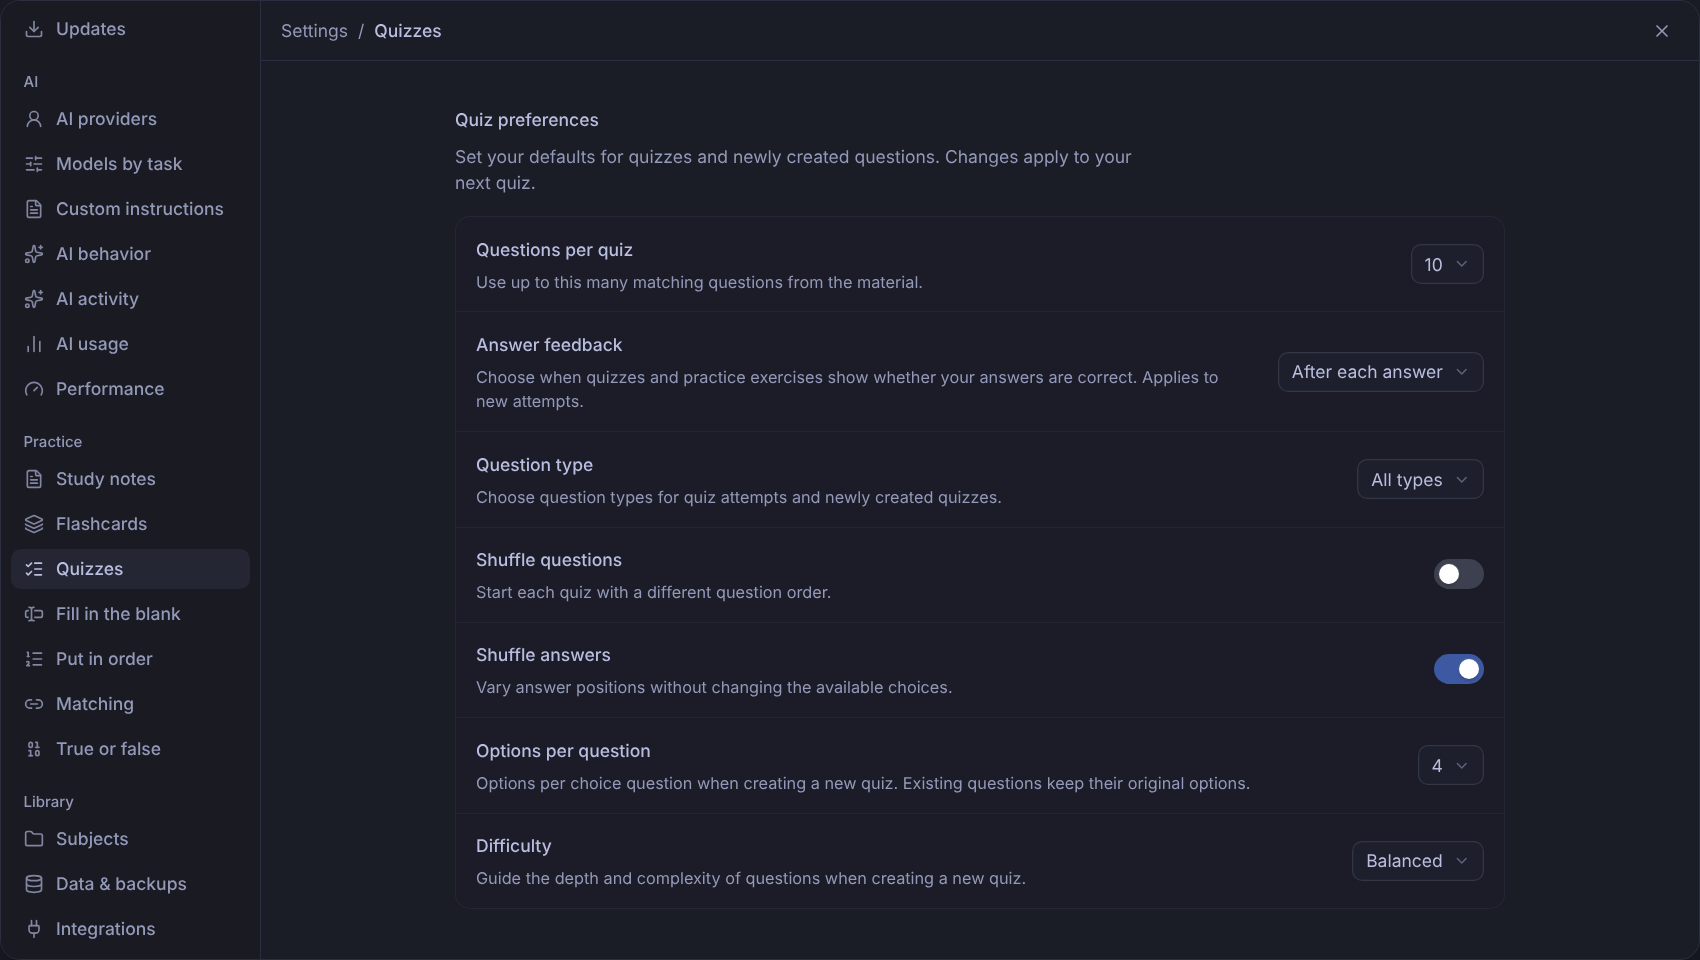 Updates
AI
AI providers
Models by task
Custom instructions
AI behavior
AI activity
AI usage
Performance
Practice
Study notes
Flashcards
Quizzes
Fill in the blank
Put in order
Matching
True or false
Library
Subjects
Data & backups
Integrations
Settings / Quizzes
Quiz preferences
Set your defaults for quizzes and newly created questions. Changes apply to your
next quiz.
Questions per quiz
Use up to this many matching questions from the material.
10
Answer feedback
Choose when quizzes and practice exercises show whether your answers are correct. Applies to
new attempts.
After each answer
Question type
Choose question types for quiz attempts and newly created quizzes.
All types
Shuffle questions
Start each quiz with a different question order.
Shuffle answers
Vary answer positions without changing the available choices.
Options per question
Options per choice question when creating a new quiz. Existing questions keep their original options.
4
Difficulty
Guide the depth and complexity of questions when creating a new quiz.
Balanced